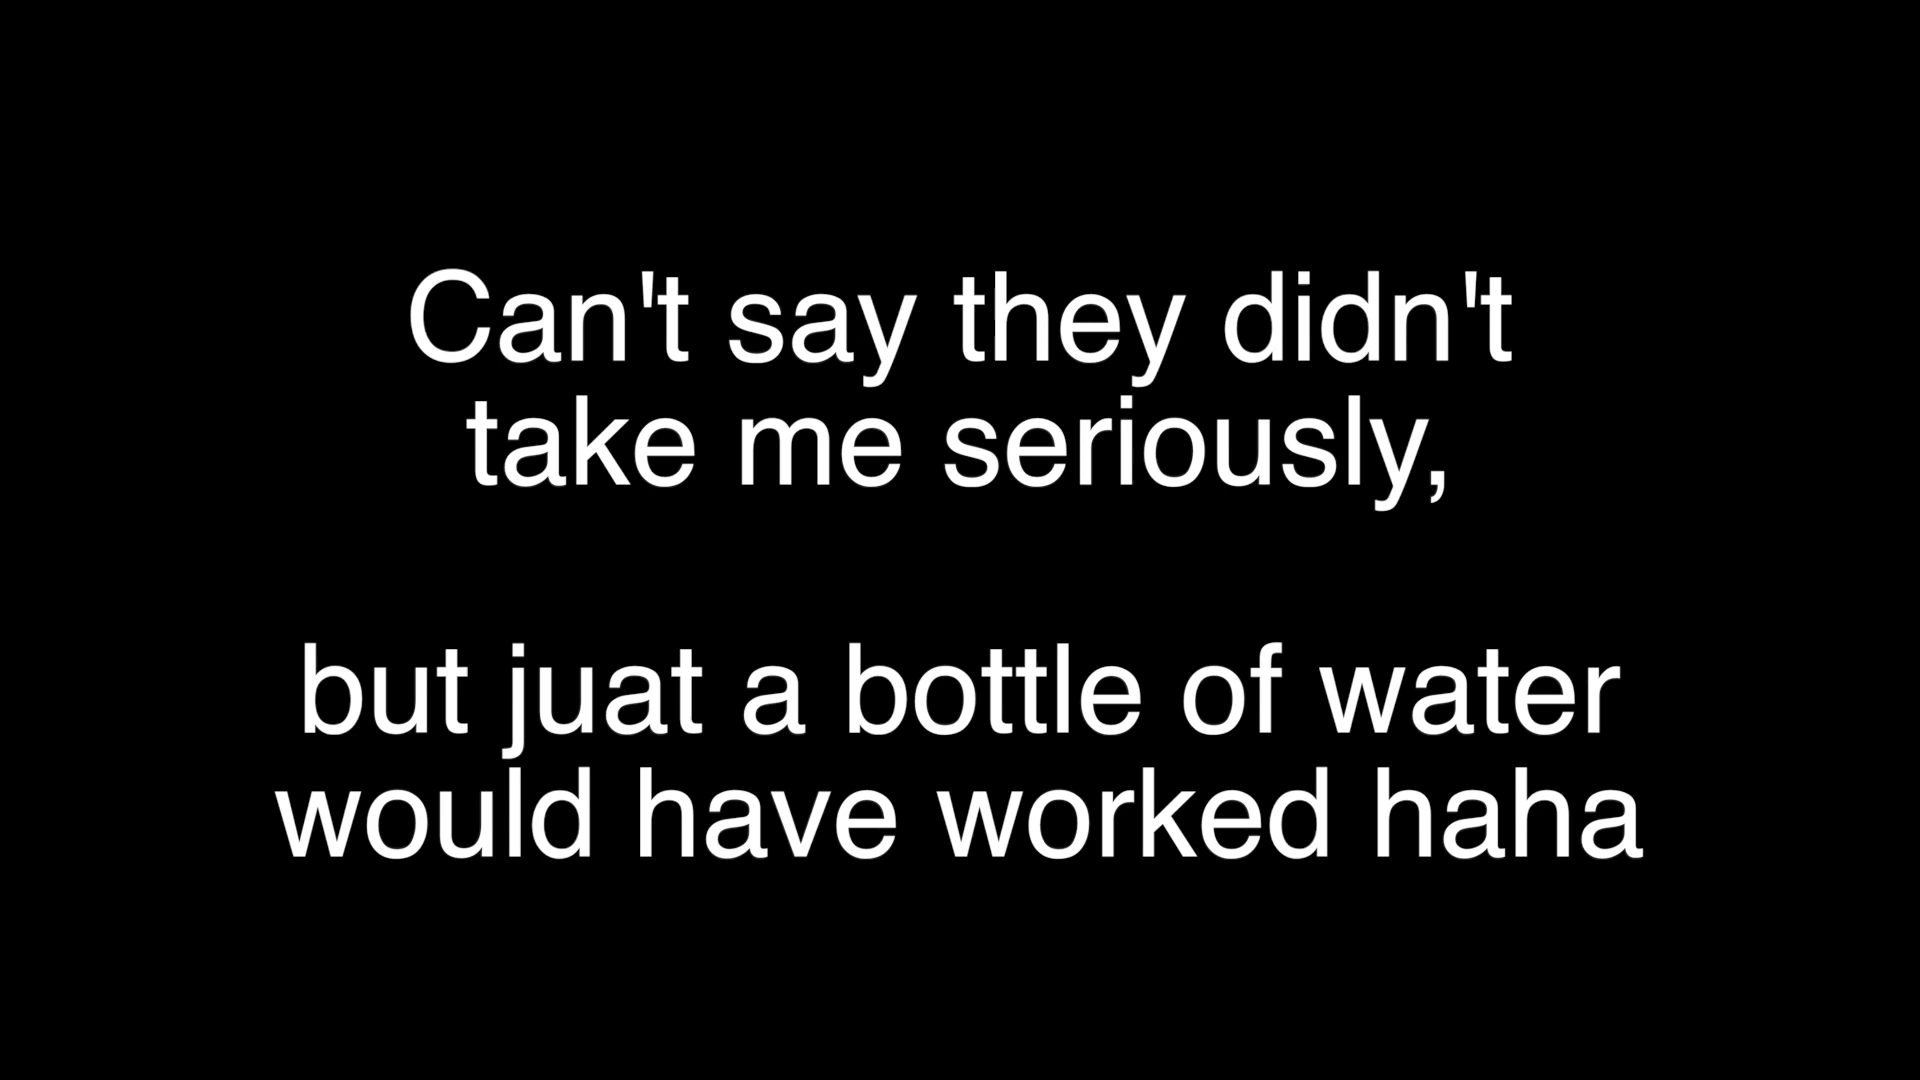 Can't say they didn't
take me seriously,
but juat a bottle of water
would have worked haha